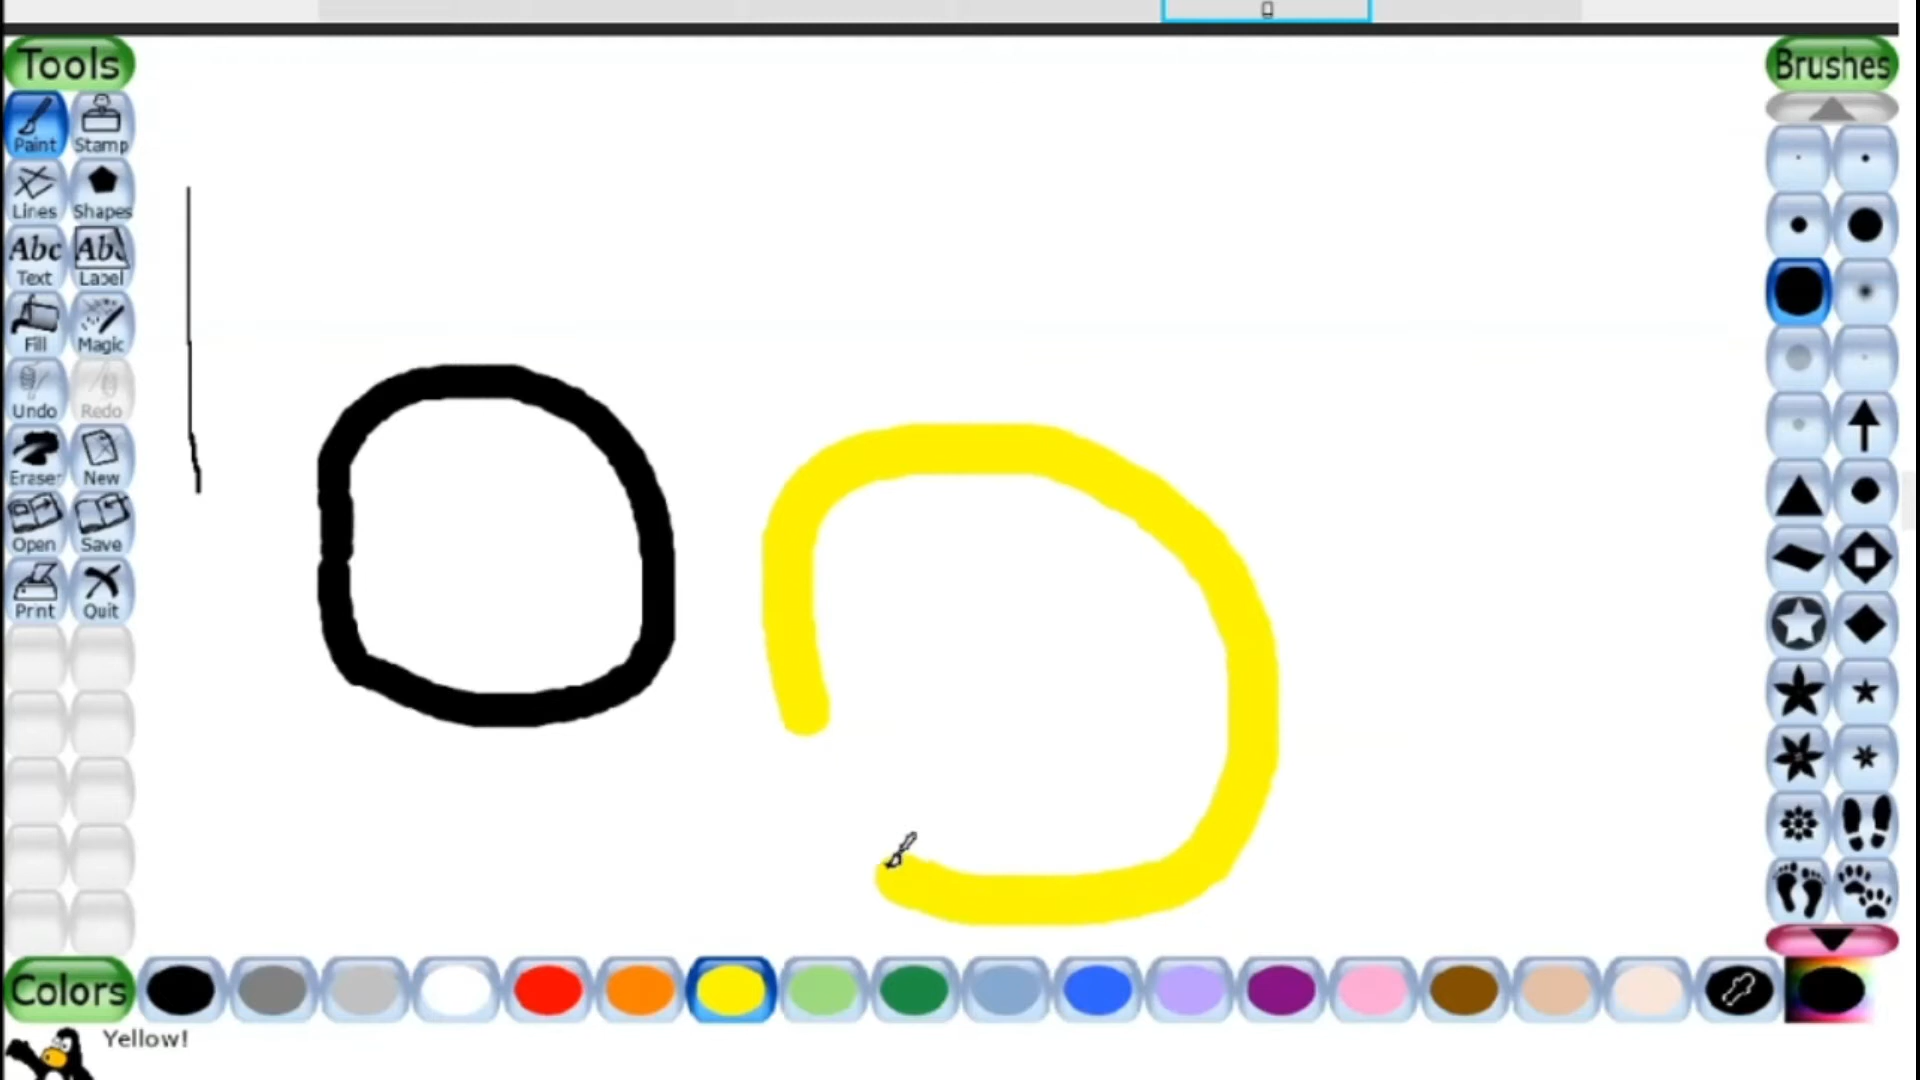 Tools
Brushes
Paint Stamp
Lines Shapes
Abc Abc
Text Label
Fill Magic
Undo Redo
Eraser New
Open Save
Print Quit
Colors
Yellow!